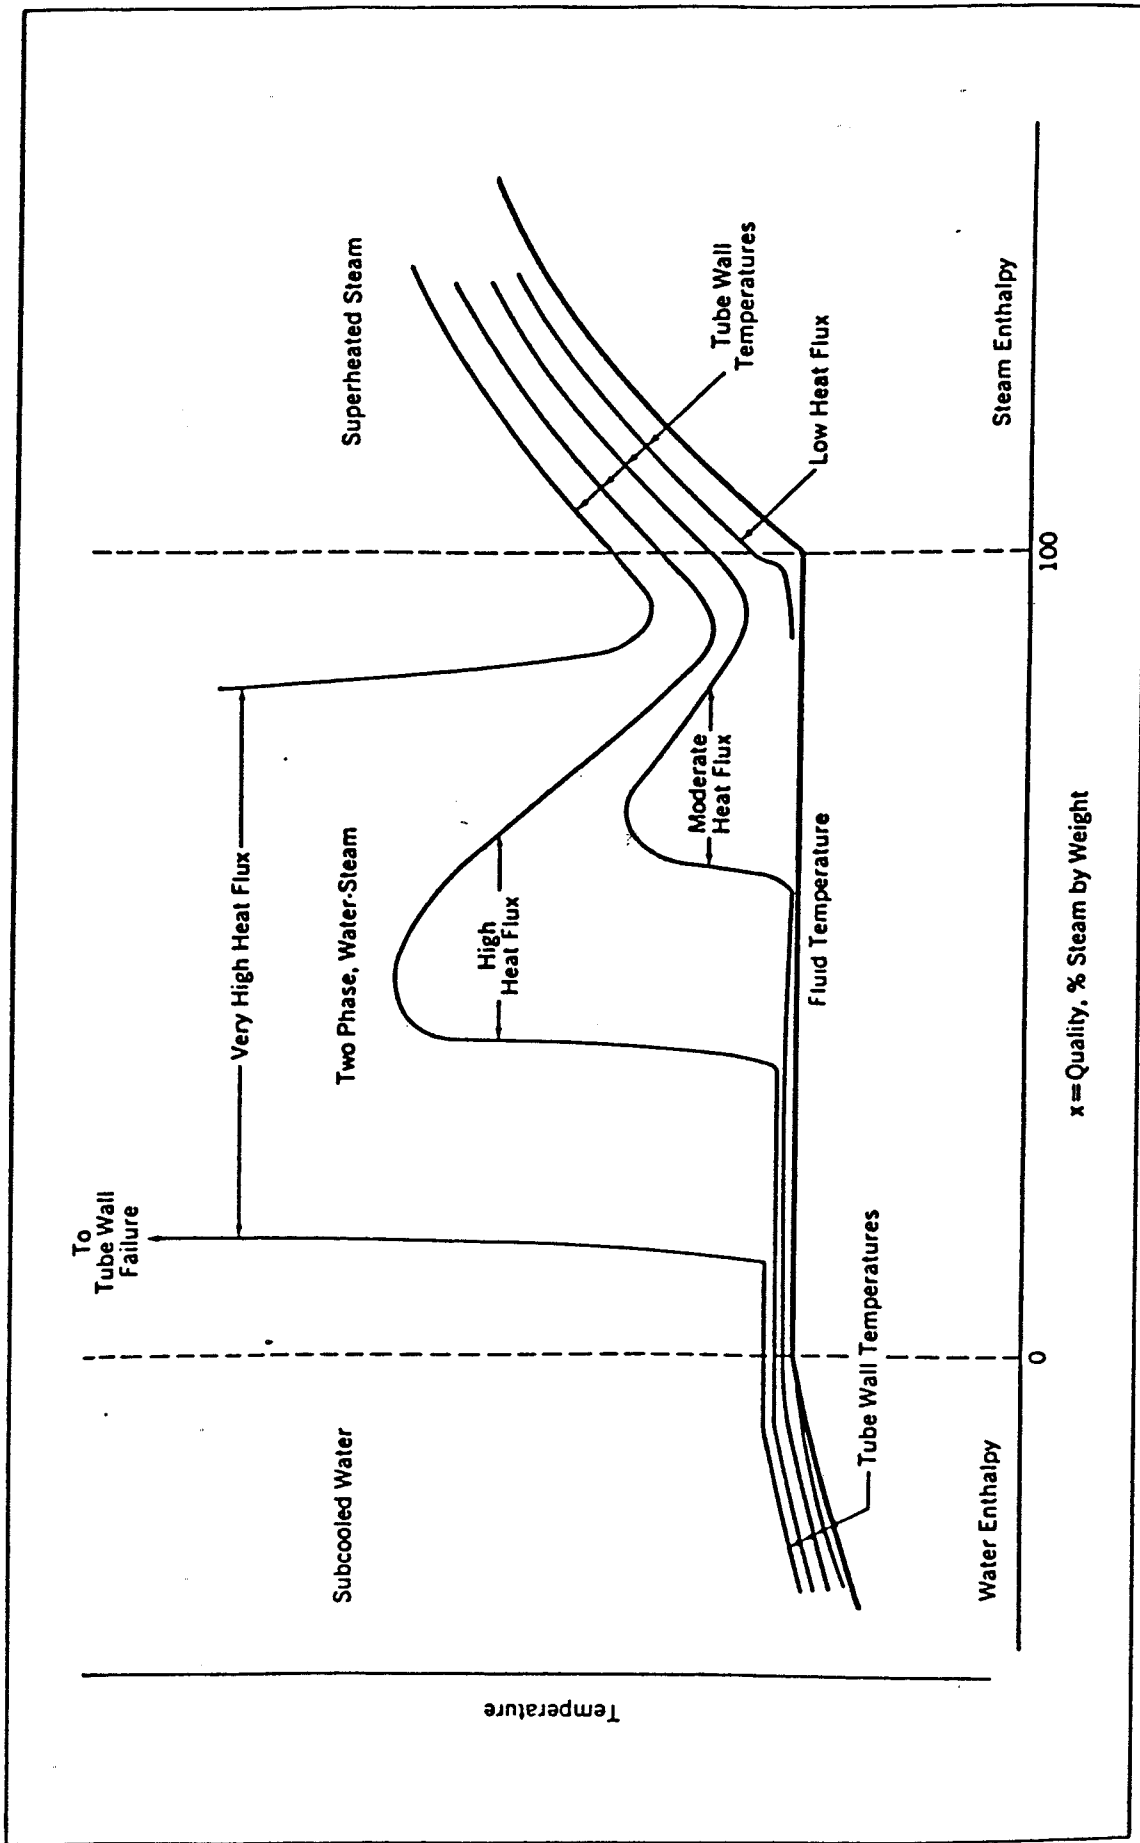 To
Tube Wall
Failure
Very High Heat Flux
Subcooled Water
Two Phase, Water-Steam
Superheated Steam
High
Heat Flux
Moderate
Heat Flux
Tube Wall
Temperatures
Low Heat Flux
Fluid Temperature
Tube Wall Temperatures
Temperature
Water Enthalpy
Steam Enthalpy
0
100
x=Quality, % Steam by Weight